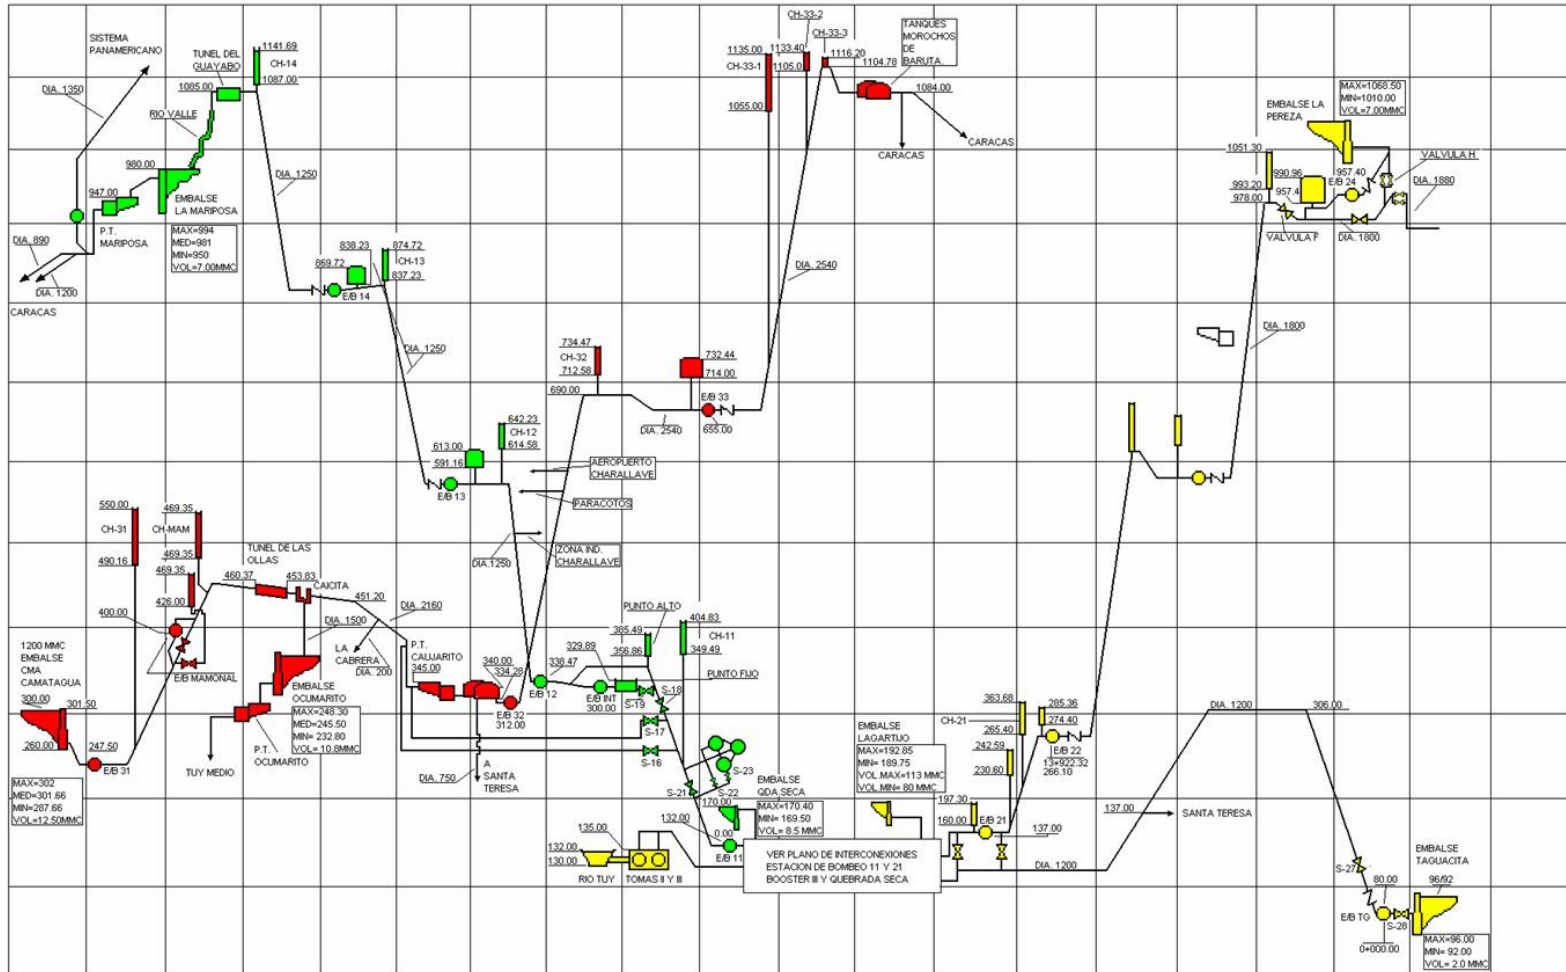 SISTEMA
PANAMERICANO
DIA. 1350
TUNEL DEL
GUAYABO
1085.00
1141.69
CH-14
1087.00
RIO VALLE
980.00
947.00
EMBALSE
LA MARIPOSA
P.T.
MARIPOSA
MAX=994
MED=981
MIN=950
VOL=7.00MMC
DIA. 890
DIA. 1200
CARACAS
DIA. 1250
838.23
869.72
874.72
CH-13
837.23
E/B 14
DIA. 1250
CH-33-2
1135.00
1133.40
CH-33-1
1105.0
1055.00
CH-33-3
1116.20
1104.78
TANQUES
MOROCHOS
DE
BARUTA.
1084.00
CARACAS
CARACAS
DIA. 2540
MAX=1068.50
MIN=1010.00
VOL=7.00MMC
EMBALSE LA
PEREZA
1051.30
990.96
993.20
978.00
957.4
E/B 24
957.40
VALVULA H
DIA. 1880
VALVULA F
DIA. 1800
DIA. 1800
734.47
CH-32
712.58
690.00
732.44
714.00
E/B 33
655.00
DIA. 2540
642.23
CH-12
614.58
613.00
591.16
E/B 13
AEROPUERTO
CHARALLAVE
PARACOTOS
ZONA IND.
CHARALLAVE
DIA.1250
550.00
CH-31
490.16
469.35
CH-MAM
469.35
469.35
426.00
400.00
E/B MAMONAL
TUNEL DE LAS
OLLAS
460.37
453.83
CAICITA
451.20
DIA. 2160
DIA. 1500
LA
CABRERA
DIA. 200
1200 MMC
EMBALSE
CMA
CAMATAGUA
300.00
301.50
260.00
247.50
E/B 31
MAX=302
MED=301.66
MIN=287.66
VOL=12.50MMC
EMBALSE
OCUMARITO
MAX=248.30
MED=245.50
MIN= 232.80
VOL= 10.8MMC
P.T.
OCUMARITO
TUY MEDIO
P.T.
CAUJARITO
345.00
340.00
334.28
E/B 32
312.00
DIA. 750
A
SANTA
TERESA
E/B 12
338.47
329.89
E/B INT
300.00
PUNTO ALTO
385.49
356.86
404.83
CH-11
349.49
PUNTO FIJO
S-19
S-18
S-17
S-16
S-21
S-22
S-23
170.00
EMBALSE
QDA SECA
MAX=170.40
MIN= 169.50
VOL= 8.5 MMC
132.00
0.00
E/B 11
135.00
132.00
130.00
RIO TUY
TOMAS II Y III
VER PLANO DE INTERCONEXIONES
ESTACION DE BOMBEO 11 Y 21
BOOSTER III Y QUEBRADA SECA
EMBALSE
LAGARTIJO
MAX=192.85
MIN= 189.75
VOL.MAX=113 MMC
VOL.MIN= 80 MMC
363.68
CH-21
265.40
285.36
274.40
242.59
230.60
E/B 22
13+922.32
266.10
197.30
160.00
E/B 21
137.00
137.00
SANTA TERESA
DIA. 1200
DIA. 1200
306.00
S-27
80.00
E/B TG
S-28
0+000.00
EMBALSE
TAGUACITA
96/92
MAX=96.00
MIN= 92.00
VOL= 2.0 MMC